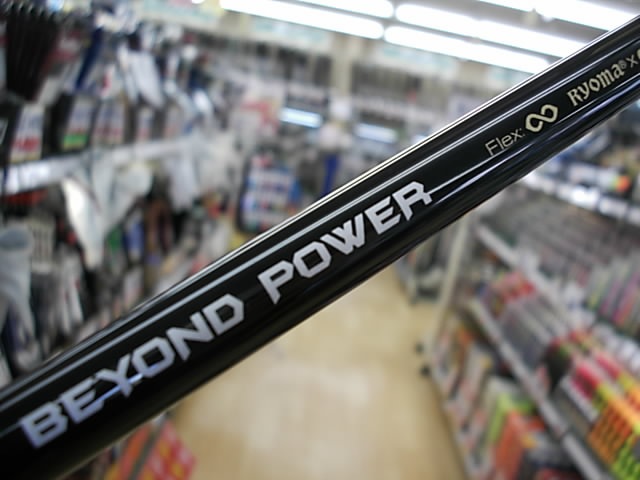 BEYOND POWER
Flex: ∞ Ryoma® x